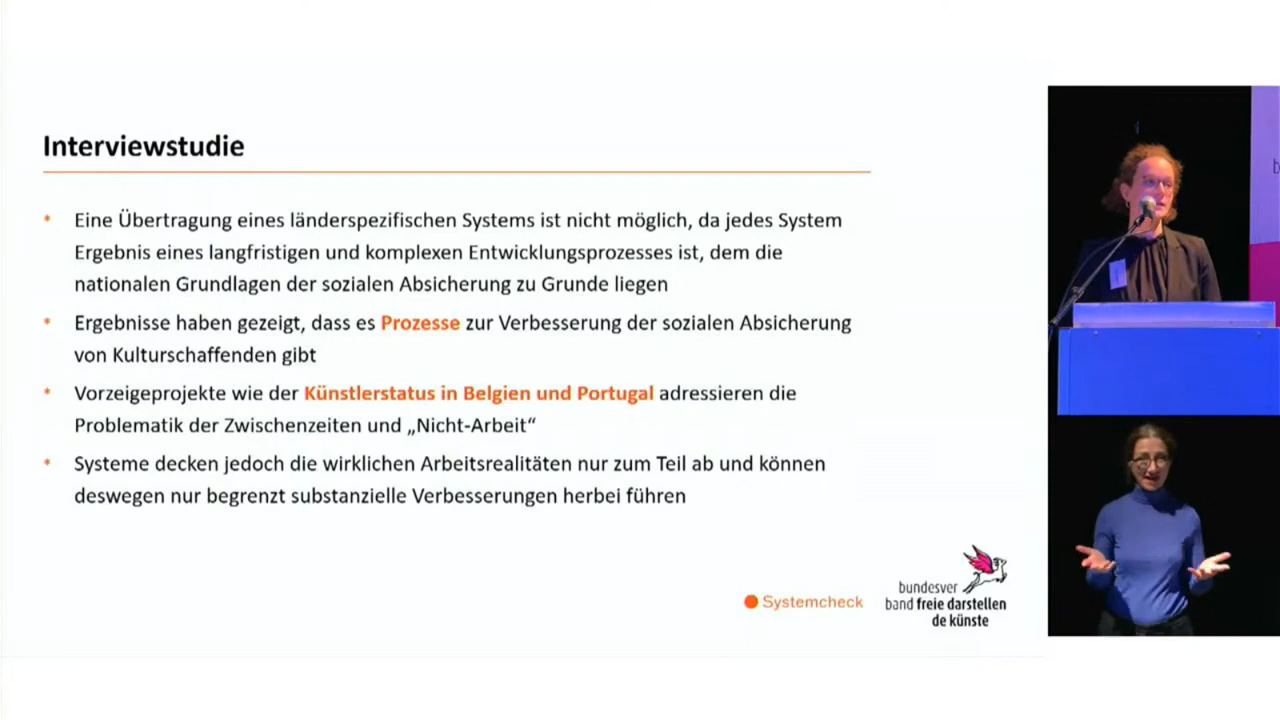 Interviewstudie
* Eine Übertragung eines länderspezifischen Systems ist nicht möglich, da jedes System
Ergebnis eines langfristigen und komplexen Entwicklungsprozesses ist, dem die
nationalen Grundlagen der sozialen Absicherung zu Grunde liegen
* Ergebnisse haben gezeigt, dass es Prozesse zur Verbesserung der sozialen Absicherung
von Kulturschaffenden gibt
* Vorzeigeprojekte wie der Künstlerstatus in Belgien und Portugal adressieren die
Problematik der Zwischenzeiten und „Nicht-Arbeit“
* Systeme decken jedoch die wirklichen Arbeitsrealitäten nur zum Teil ab und können
deswegen nur begrenzt substanzielle Verbesserungen herbei führen
Systemcheck
bundesver
band freie darstellen
de künste